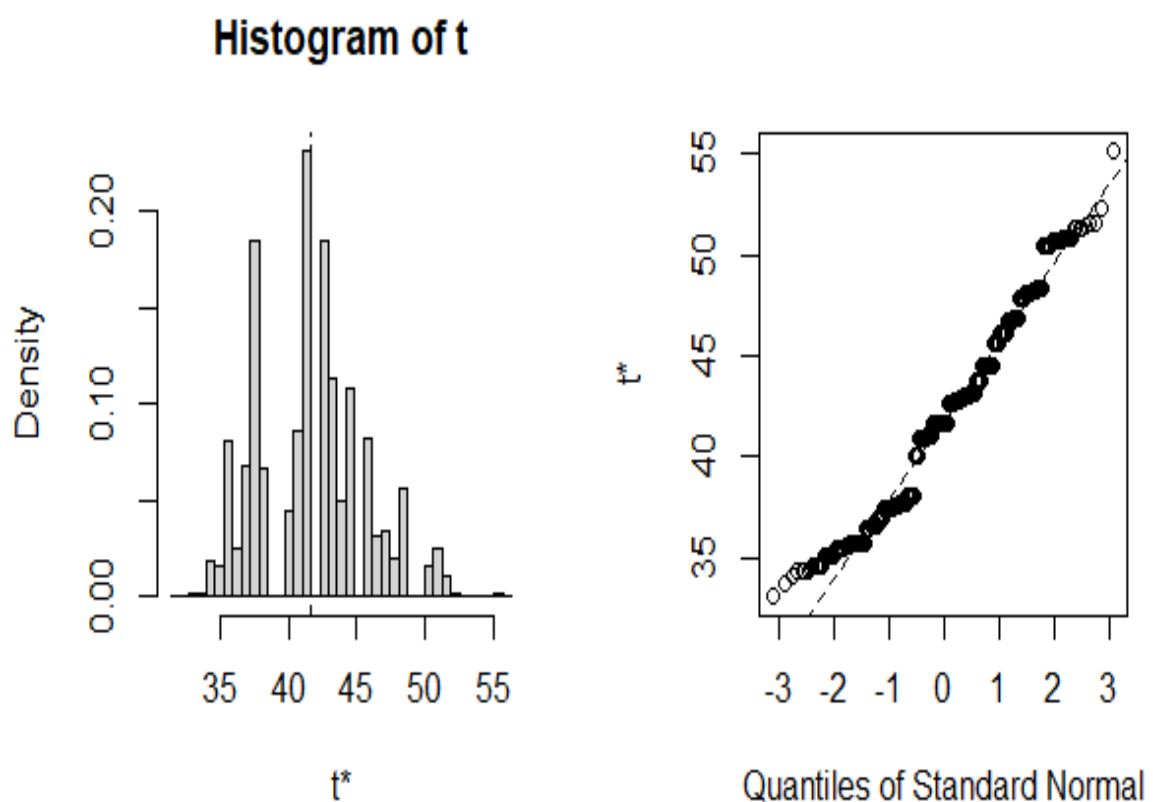 Histogram of t
Density
0.00 0.10 0.20
35 40 45 50 55
t*
t*
35 40 45 50 55
-3 -2 -1 0 1 2 3
Quantiles of Standard Normal